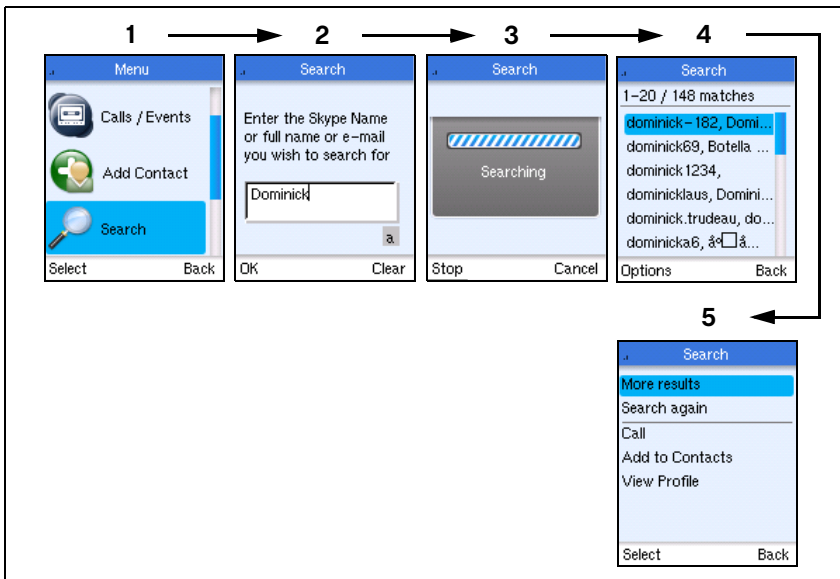 1
2
3
4
Menu
Calls / Events
Add Contact
Search
Select Back
Search
Enter the Skype Name
or full name or e-mail
you wish to search for
Dominick
a
OK Clear
Search
Searching
Stop Cancel
Search
1-20 / 148 matches
dominick-182, Domi...
dominick69, Botella ...
dominick1234,
dominicklaus, Domini...
dominick.trudeau, do...
dominicka6, å º□å...
Options Back
5
Search
More results
Search again
Call
Add to Contacts
View Profile
Select Back